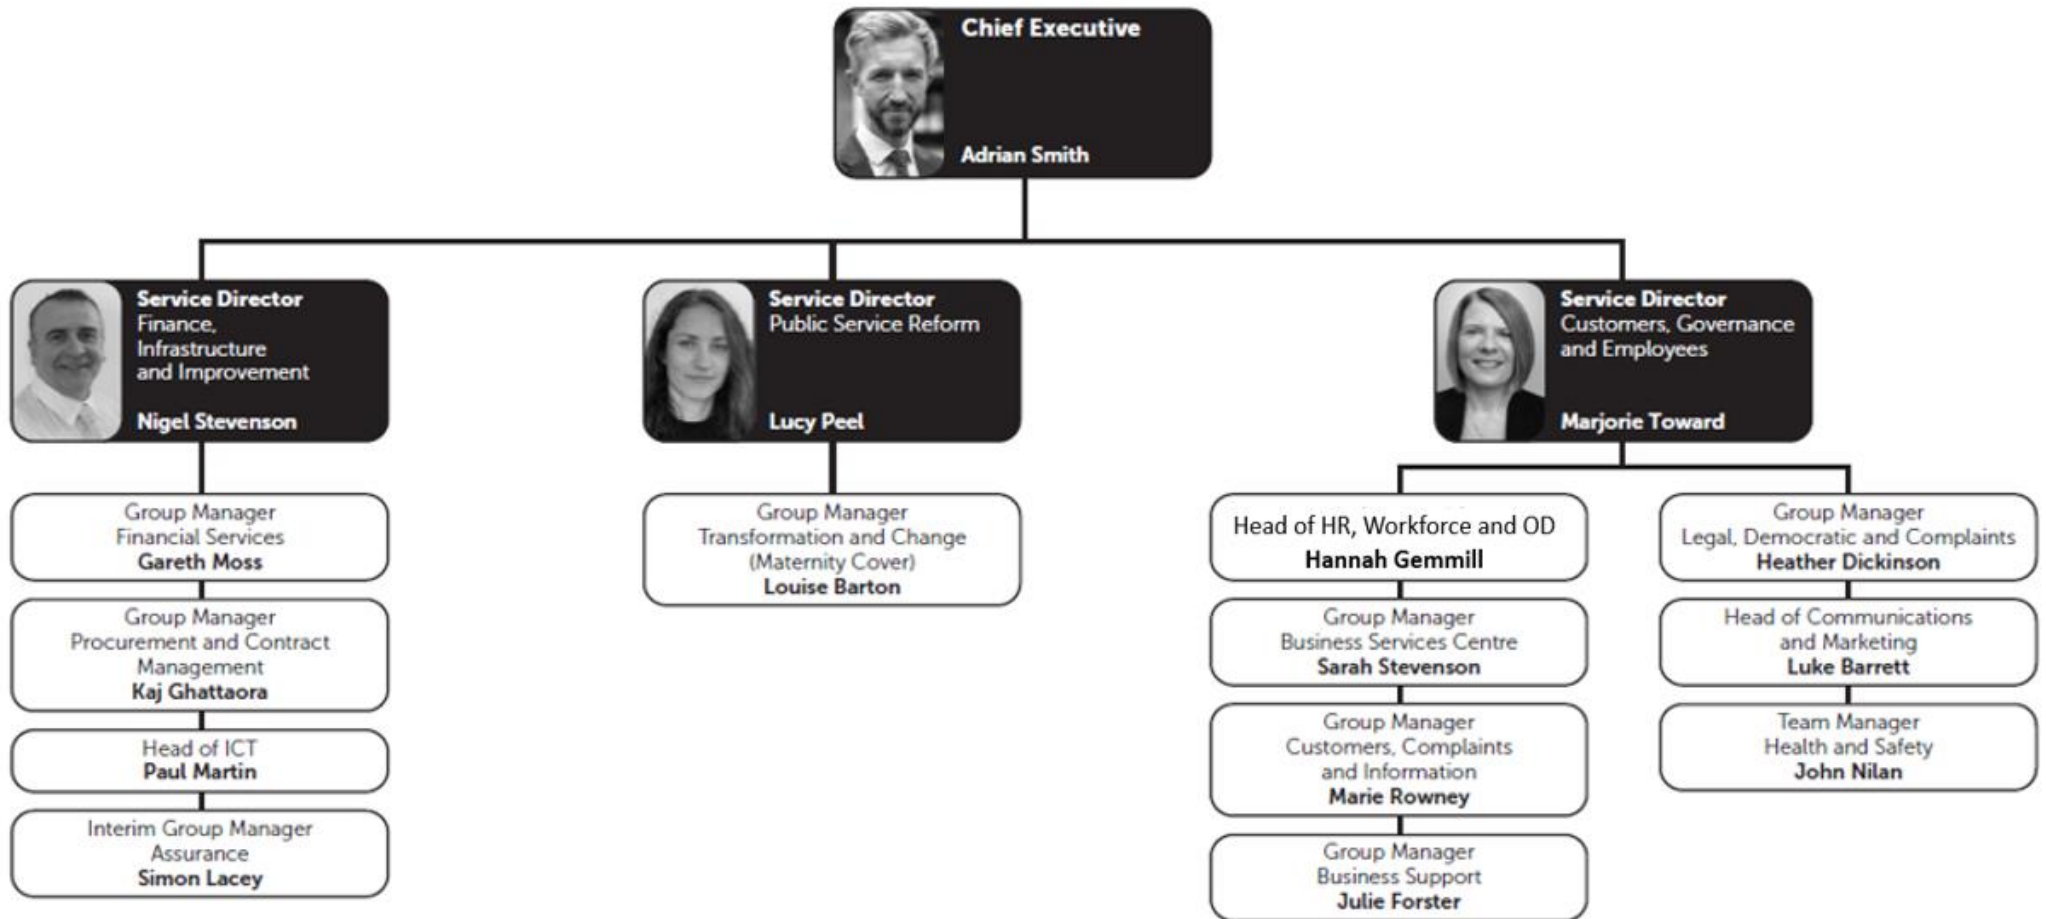 Chief Executive
Adrian Smith
Service Director
Finance,
Infrastructure
and Improvement
Nigel Stevenson
Service Director
Public Service Reform
Lucy Peel
Service Director
Customers, Governance
and Employees
Marjorie Toward
Group Manager
Financial Services
Gareth Moss
Group Manager
Procurement and Contract
Management
Kaj Ghattaora
Head of ICT
Paul Martin
Interim Group Manager
Assurance
Simon Lacey
Group Manager
Transformation and Change
(Maternity Cover)
Louise Barton
Head of HR, Workforce and OD
Hannah Gemmill
Group Manager
Business Services Centre
Sarah Stevenson
Group Manager
Customers, Complaints
and Information
Marie Rowney
Group Manager
Business Support
Julie Forster
Group Manager
Legal, Democratic and Complaints
Heather Dickinson
Head of Communications
and Marketing
Luke Barrett
Team Manager
Health and Safety
John Nilan